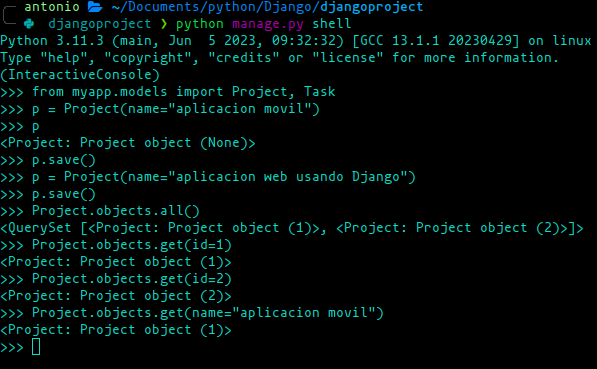 antonio ~/Documents/python/Django/djangoproject
djangoproject ❯ python manage.py shell
Python 3.11.3 (main, Jun  5 2023, 09:32:32) [GCC 13.1.1 20230429] on linux
Type "help", "copyright", "credits" or "license" for more information.
(InteractiveConsole)
>>> from myapp.models import Project, Task
>>> p = Project(name="aplicacion movil")
>>> p
<Project: Project object (None)>
>>> p.save()
>>> p = Project(name="aplicacion web usando Django")
>>> p.save()
>>> Project.objects.all()
<QuerySet [<Project: Project object (1)>, <Project: Project object (2)>]>
>>> Project.objects.get(id=1)
<Project: Project object (1)>
>>> Project.objects.get(id=2)
<Project: Project object (2)>
>>> Project.objects.get(name="aplicacion movil")
<Project: Project object (1)>
>>>